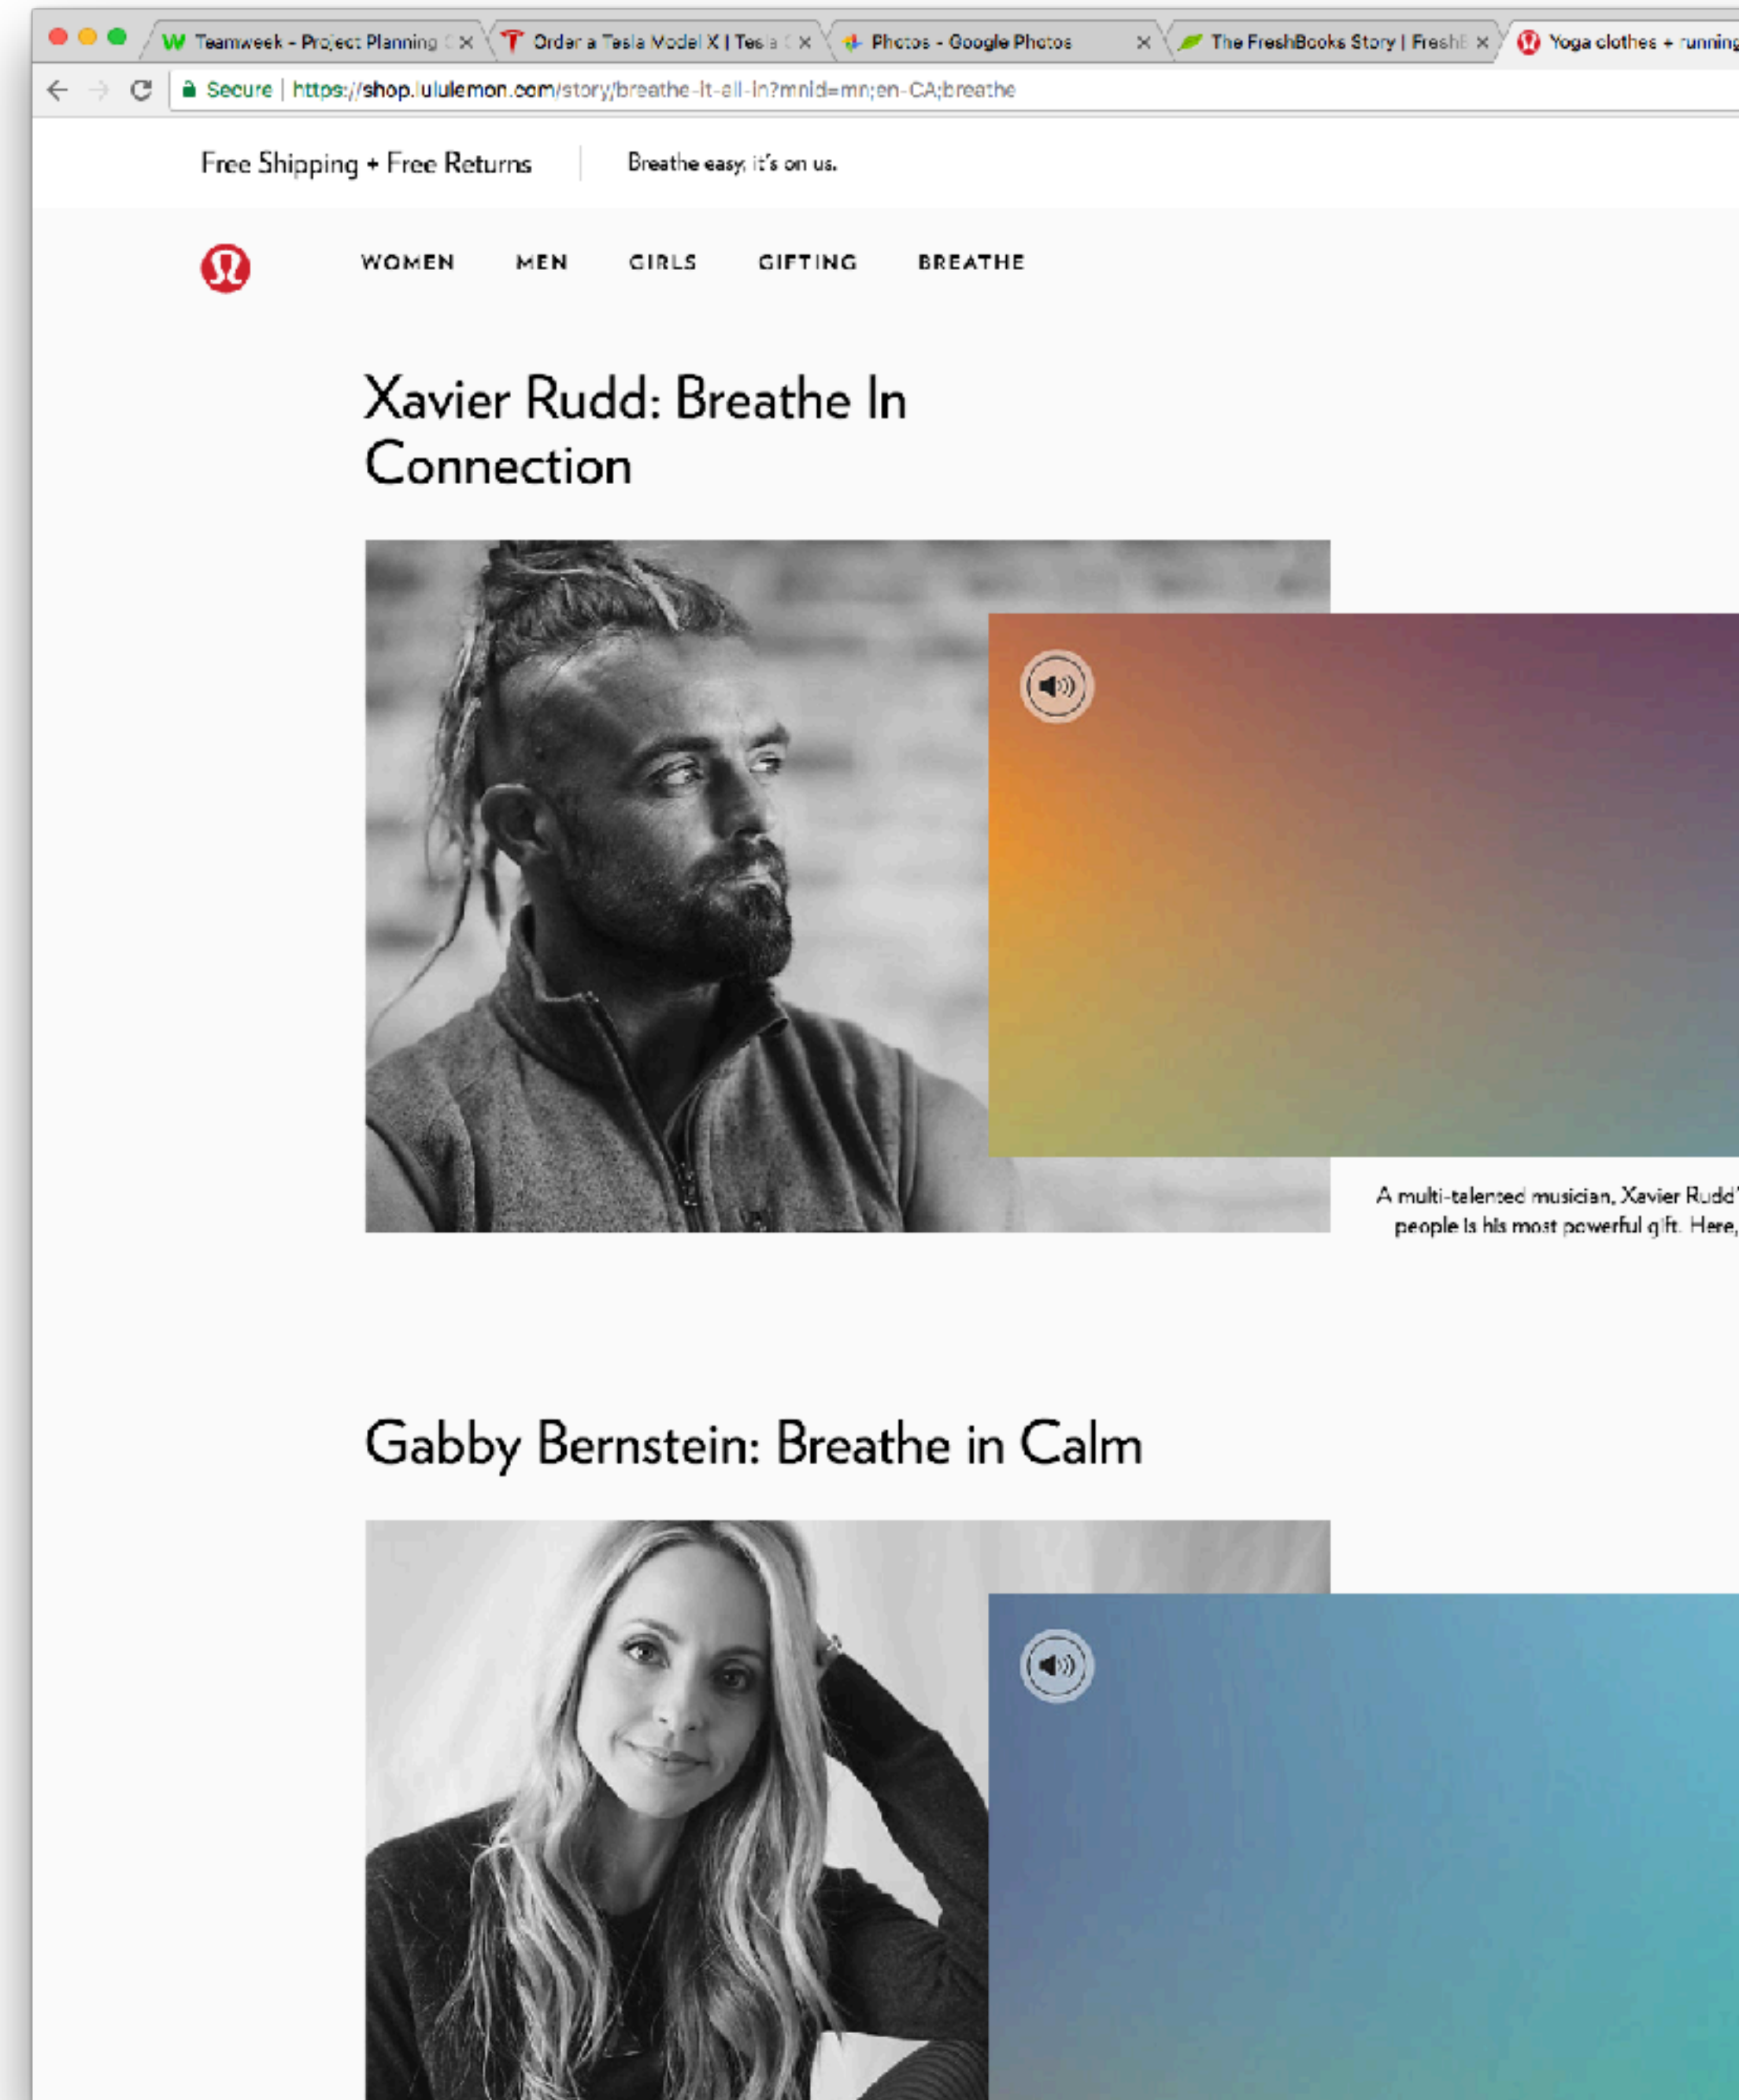 Teamweek - Project Planning
Order a Tesla Model X | Tesla
Photos - Google Photos
The FreshBooks Story | Fresh
Yoga clothes + running
Secure | https://shop.lululemon.com/story/breathe-it-all-in?mnid=mn;en-CA;breathe
Free Shipping + Free Returns
Breathe easy, it's on us.
WOMEN MEN GIRLS GIFTING BREATHE
Xavier Rudd: Breathe In
Connection
A multi-talented musician, Xavier Rudd'
people is his most powerful gift. Here,
Gabby Bernstein: Breathe in Calm